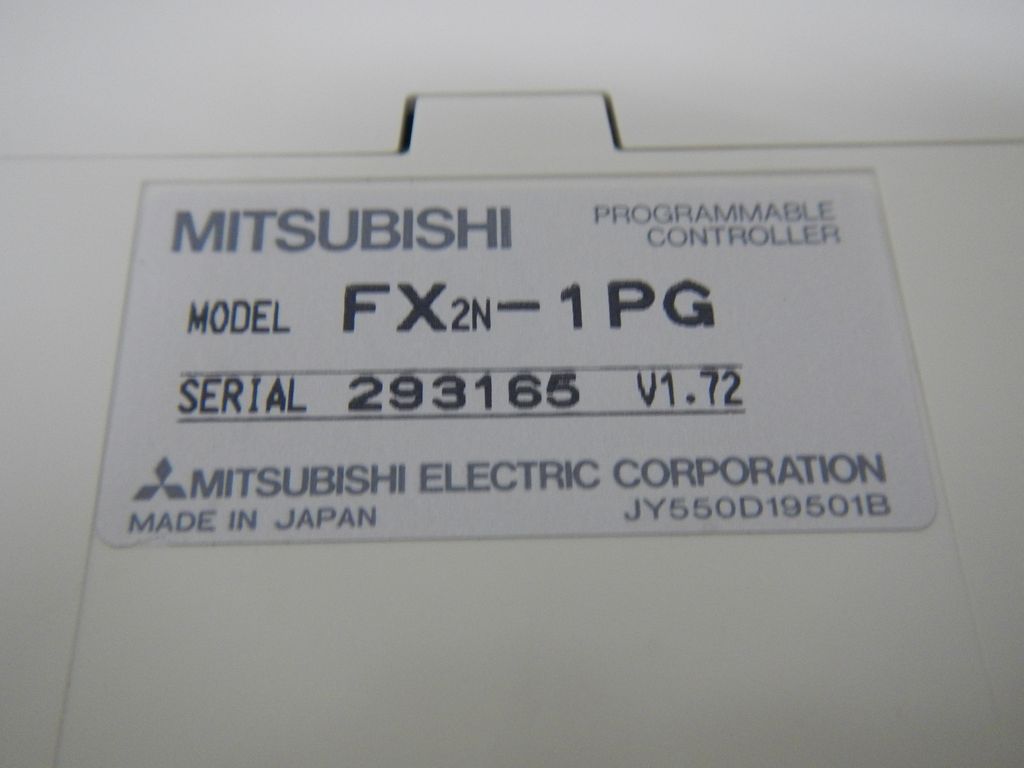 MITSUBISHI PROGRAMMABLE
CONTROLLER
MODEL FX2N-1PG
SERIAL 293165 V1.72
MITSUBISHI ELECTRIC CORPORATION
MADE IN JAPAN JY550D19501B